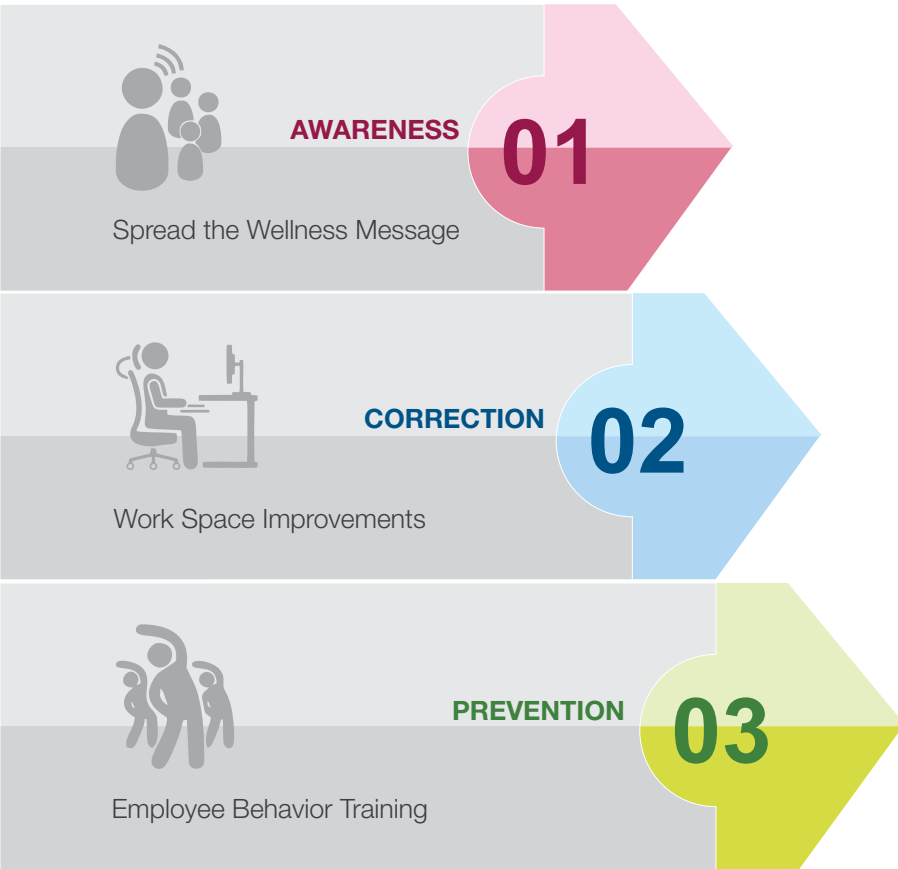 AWARENESS
01
Spread the Wellness Message
CORRECTION
02
Work Space Improvements
PREVENTION
03
Employee Behavior Training